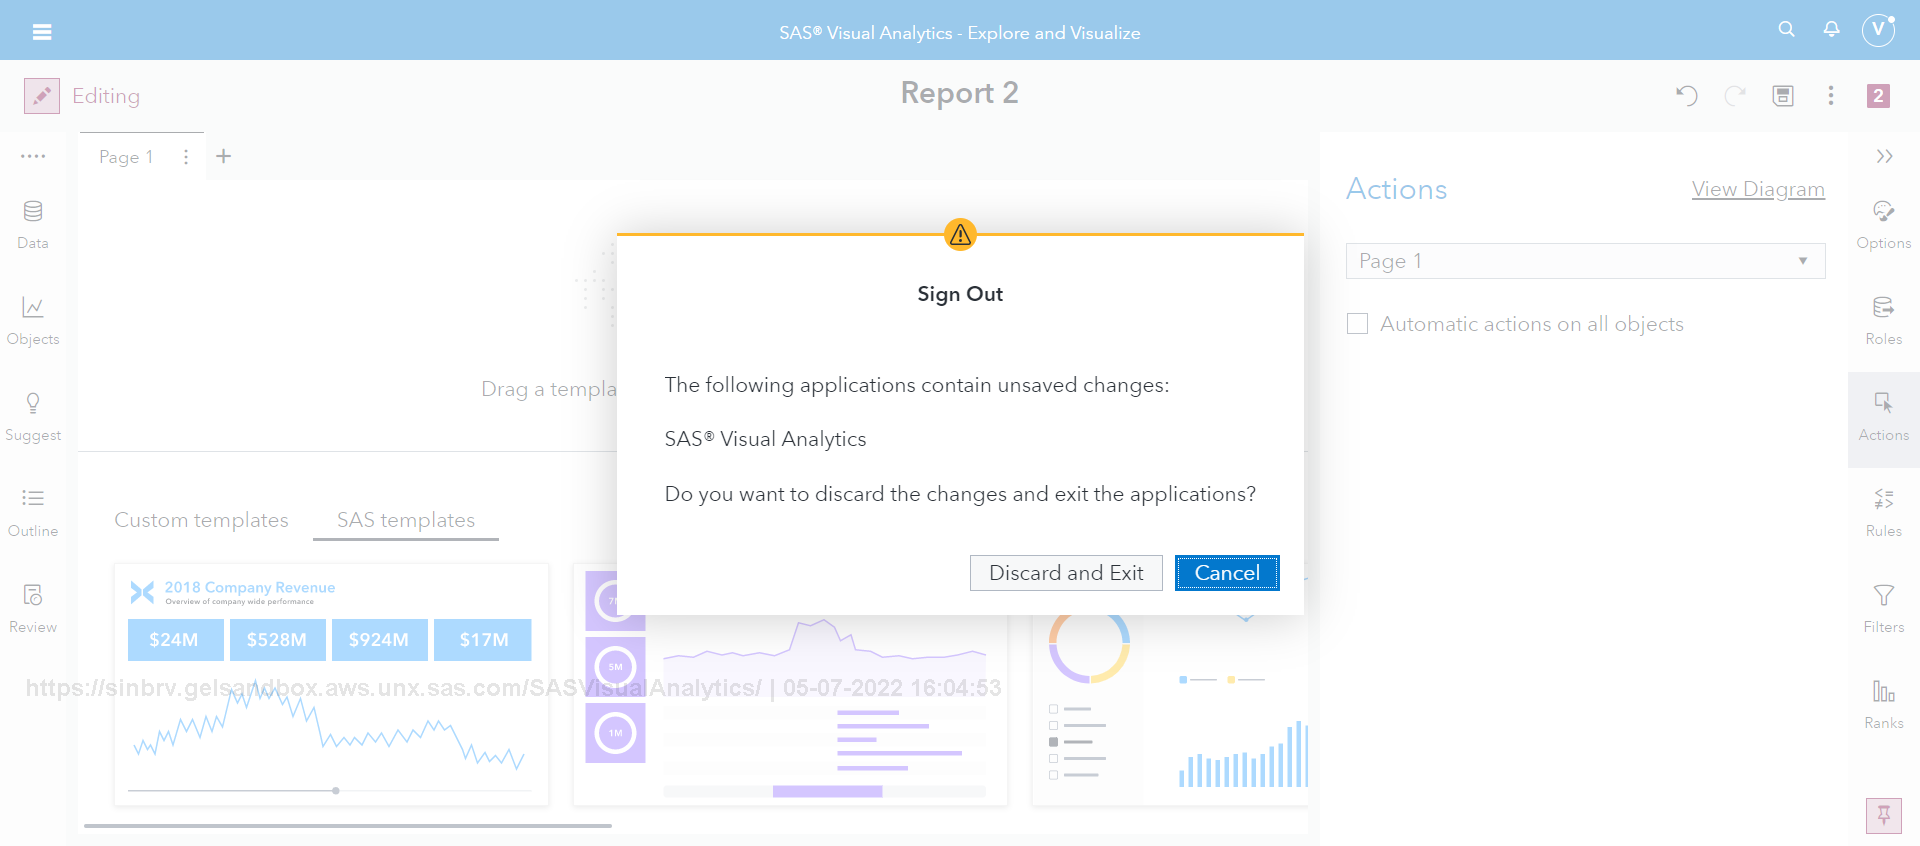 SAS® Visual Analytics - Explore and Visualize
V
Editing
Report 2
2
Page 1
Data
Objects
Suggest
Outline
Review
Drag a templa
Custom templates
SAS templates
2018 Company Revenue
Overview of company wide performance
$24M
$528M
$924M
$17M
5M
1M
https://sinbrv.gelsandbox.aws.unx.sas.com/SASVisualAnalytics/ | 05-07-2022 16:04:53
Sign Out
The following applications contain unsaved changes:
SAS® Visual Analytics
Do you want to discard the changes and exit the applications?
Discard and Exit
Cancel
Actions
View Diagram
Page 1
Automatic actions on all objects
Options
Roles
Actions
Rules
Filters
Ranks